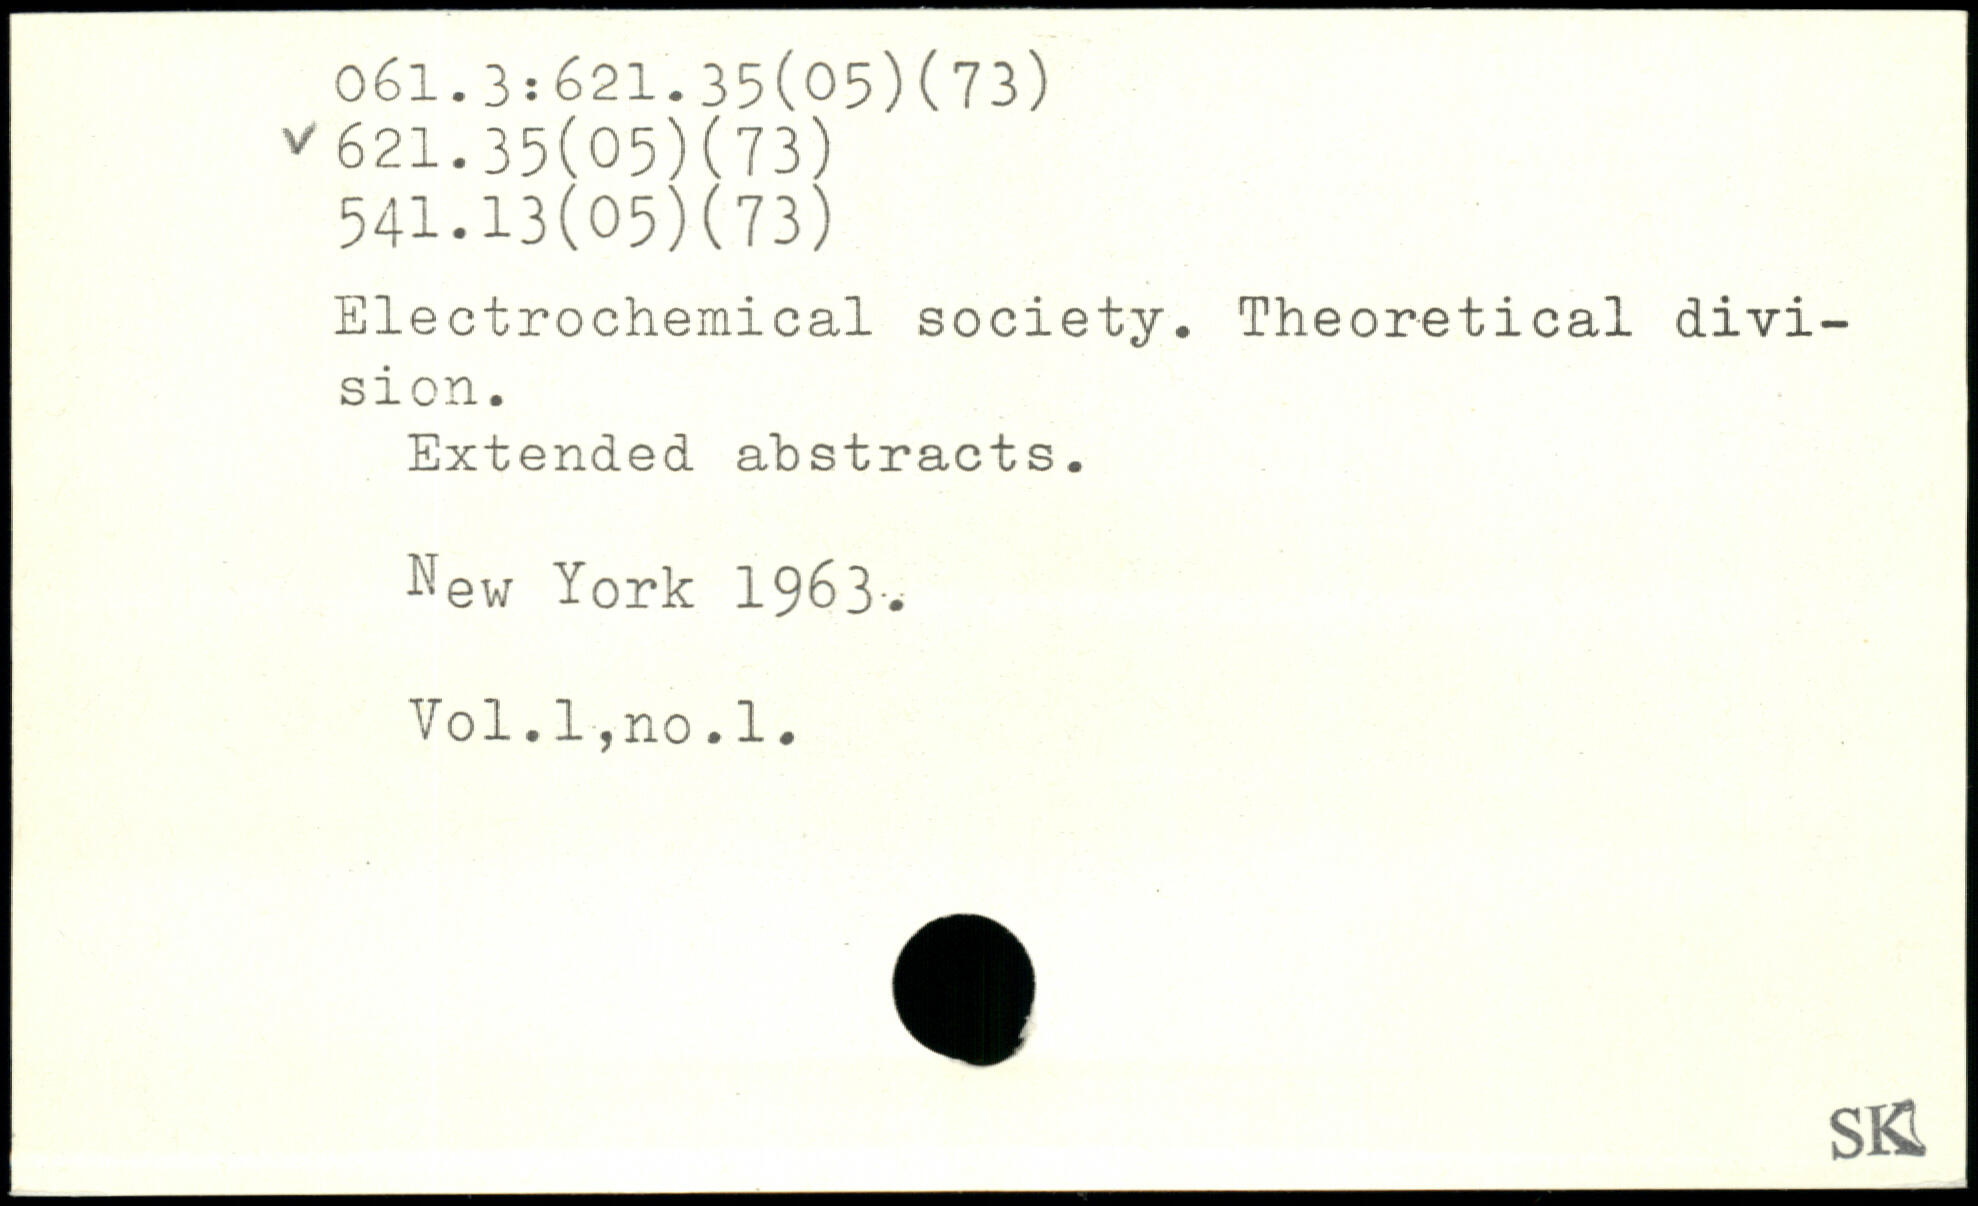 061.3:621.35(05)(73)
✓ 621.35(05)(73)
541.13(05)(73)
Electrochemical society. Theoretical divi-
sion.
Extended abstracts.
New York 1963.
Vol.1,no.1.
SK